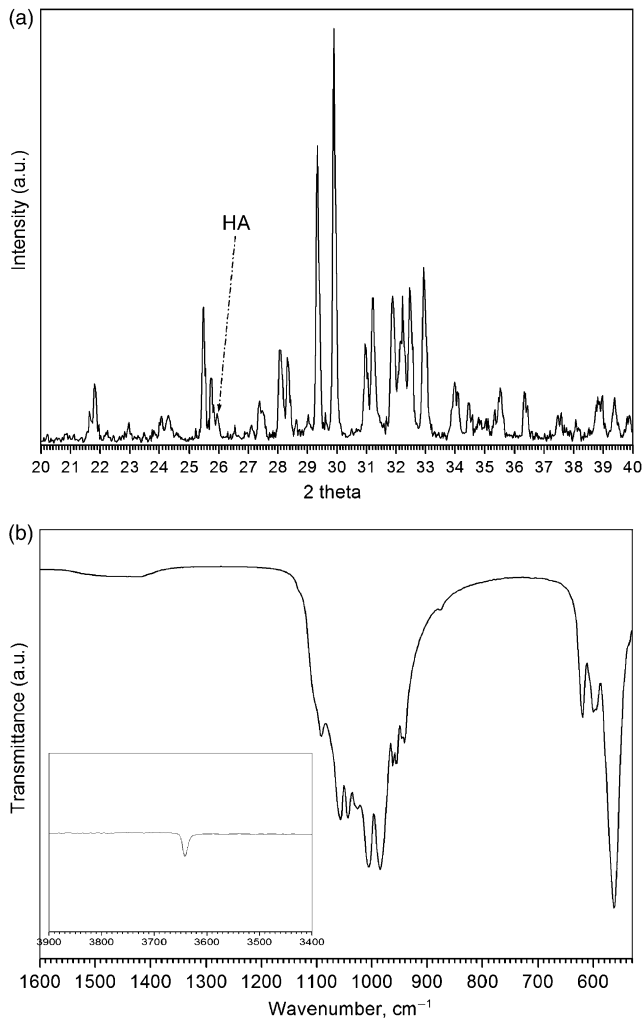 (a)
Intensity (a.u.)
HA
20 21 22 23 24 25 26 27 28 29 30 31 32 33 34 35 36 37 38 39 40
2 theta
(b)
Transmittance (a.u.)
3900 3800 3700 3600 3500 3400
1600 1500 1400 1300 1200 1100 1000 900 800 700 600
Wavenumber, cm⁻¹